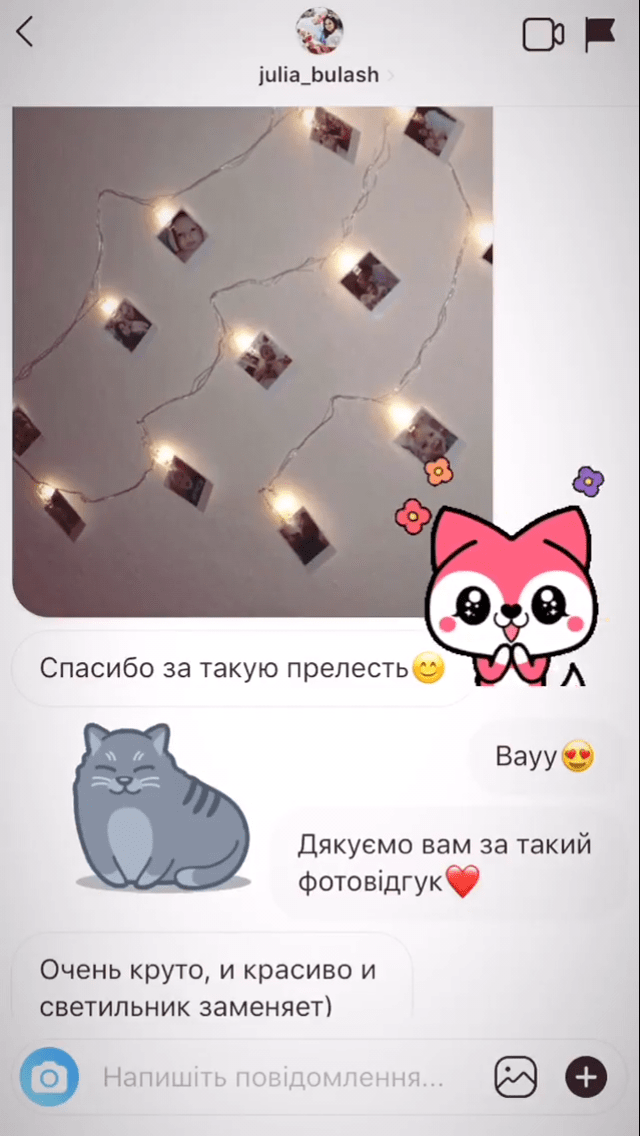 julia_bulash
Спасибо за такую прелесть😊
Вауу😍
Дякуємо вам за такий
фотовідгук❤️
Очень круто, и красиво и
светильник заменяет)
Напишіть повідомлення...